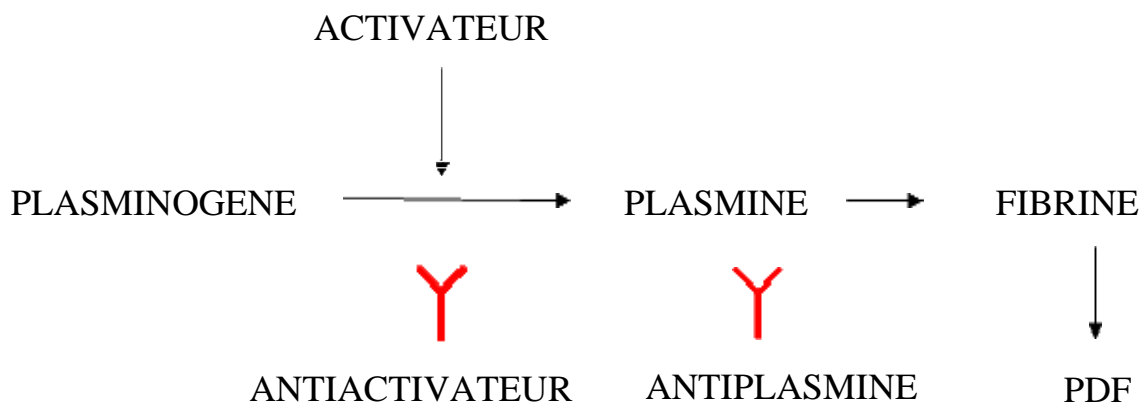 ACTIVATEUR
PLASMINOGENE PLASMINE FIBRINE
ANTIACTIVATEUR ANTIPLASMINE PDF